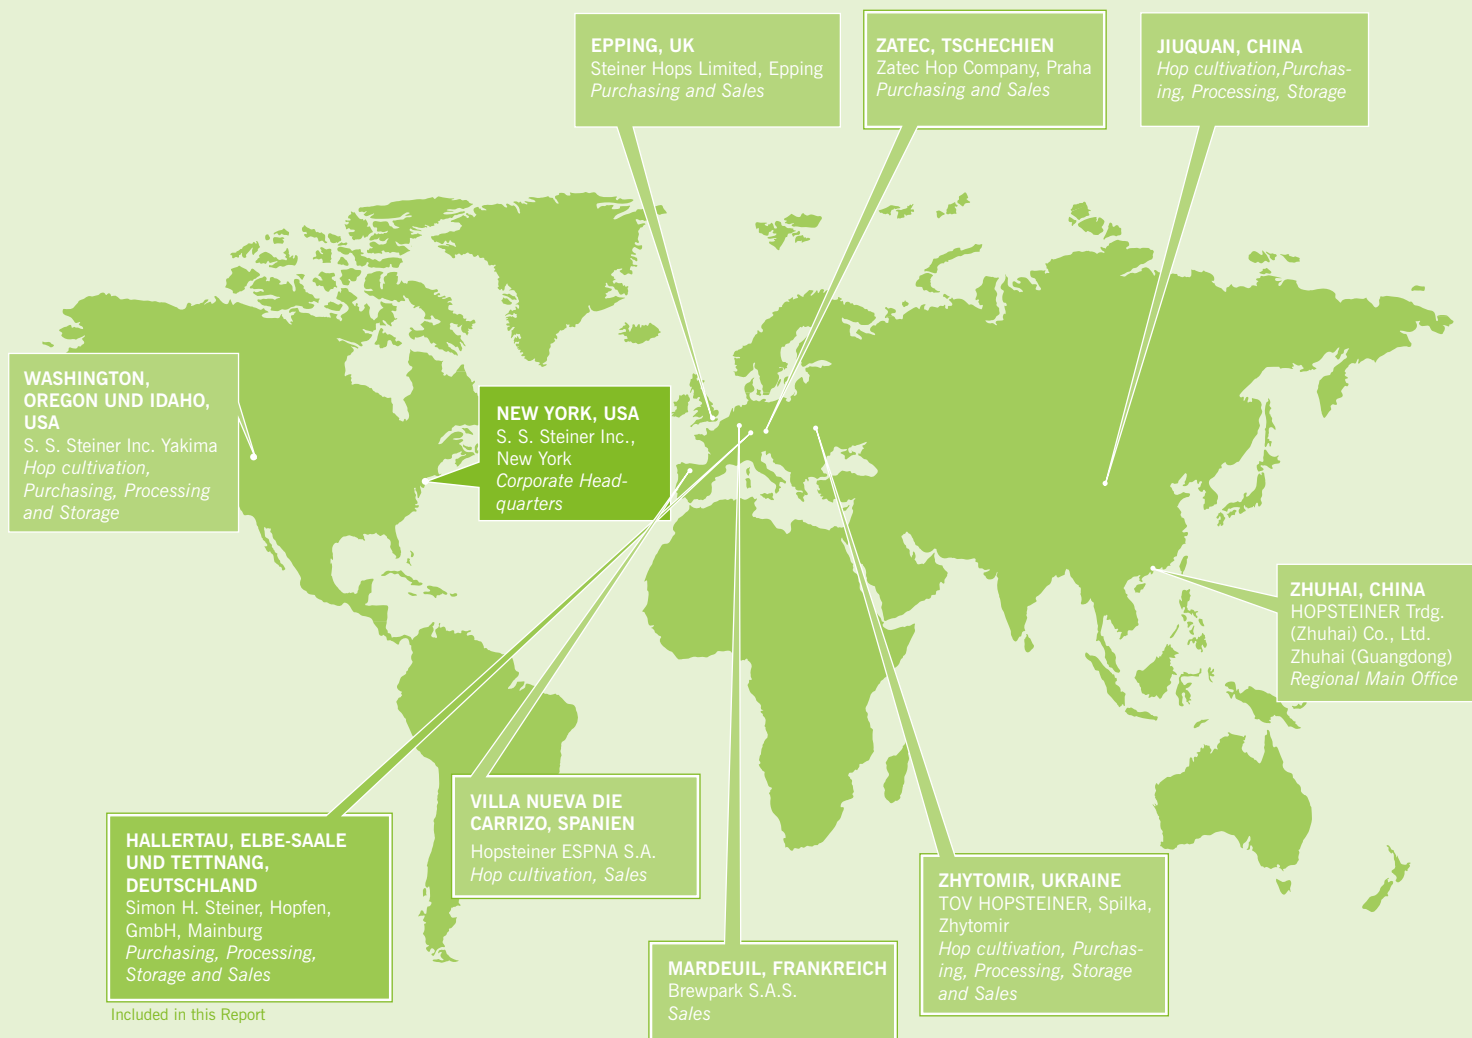 EPPING, UK
Steiner Hops Limited, Epping
Purchasing and Sales
ZATEC, TSCHECHIEN
Zatec Hop Company, Praha
Purchasing and Sales
JIUQUAN, CHINA
Hop cultivation, Purchas-
ing, Processing, Storage
WASHINGTON,
OREGON UND IDAHO,
USA
S. S. Steiner Inc. Yakima
Hop cultivation,
Purchasing, Processing
and Storage
NEW YORK, USA
S. S. Steiner Inc.,
New York
Corporate Head-
quarters
ZHUHAI, CHINA
HOPSTEINER Trdg.
(Zhuhai) Co., Ltd.
Zhuhai (Guangdong)
Regional Main Office
HALLERTAU, ELBE-SAALE
UND TETTNANG,
DEUTSCHLAND
Simon H. Steiner, Hopfen,
GmbH, Mainburg
Purchasing, Processing,
Storage and Sales
Included in this Report
VILLA NUEVA DIE
CARRIZO, SPANIEN
Hopsteiner ESPNA S.A.
Hop cultivation, Sales
MARDEUIL, FRANKREICH
Brewpark S.A.S.
Sales
ZHYTOMIR, UKRAINE
TOV HOPSTEINER, Spilka,
Zhytomir
Hop cultivation, Purchas-
ing, Processing, Storage
and Sales